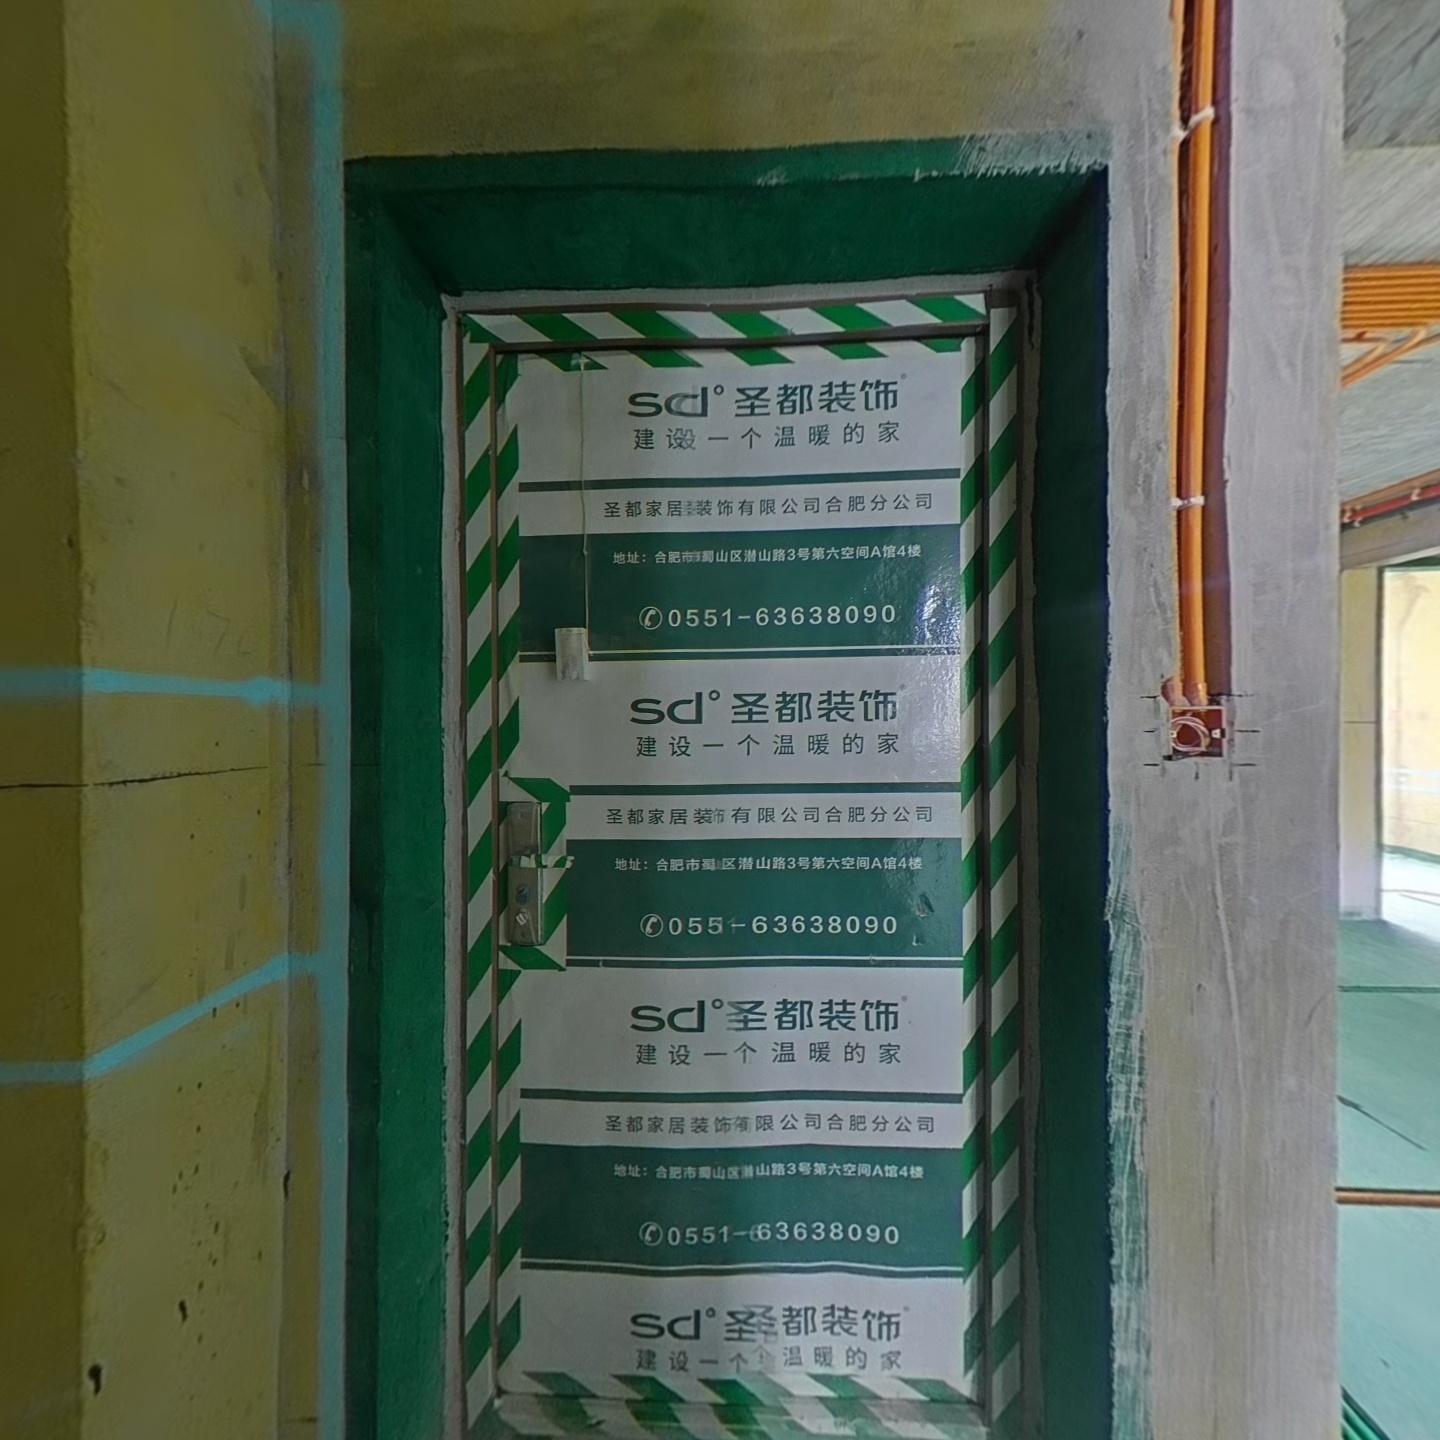 sd°圣都装饰®
建设一个温暖的家
圣都家居装饰有限公司合肥分公司
地址：合肥市蜀山区潜山路3号第六空间A馆4楼
✆0551-63638090
sd°圣都装饰
建设一个温暖的家
圣都家居装饰有限公司合肥分公司
地址：合肥市蜀区潜山路3号第六空间A馆4楼
✆0551-63638090
sd°圣都装饰
建设一个温暖的家
圣都家居装饰有限公司合肥分公司
地址：合肥市蜀山区潜山路3号第六空间A馆4楼
✆0551-63638090
sd°圣都装饰
建设一个温暖的家